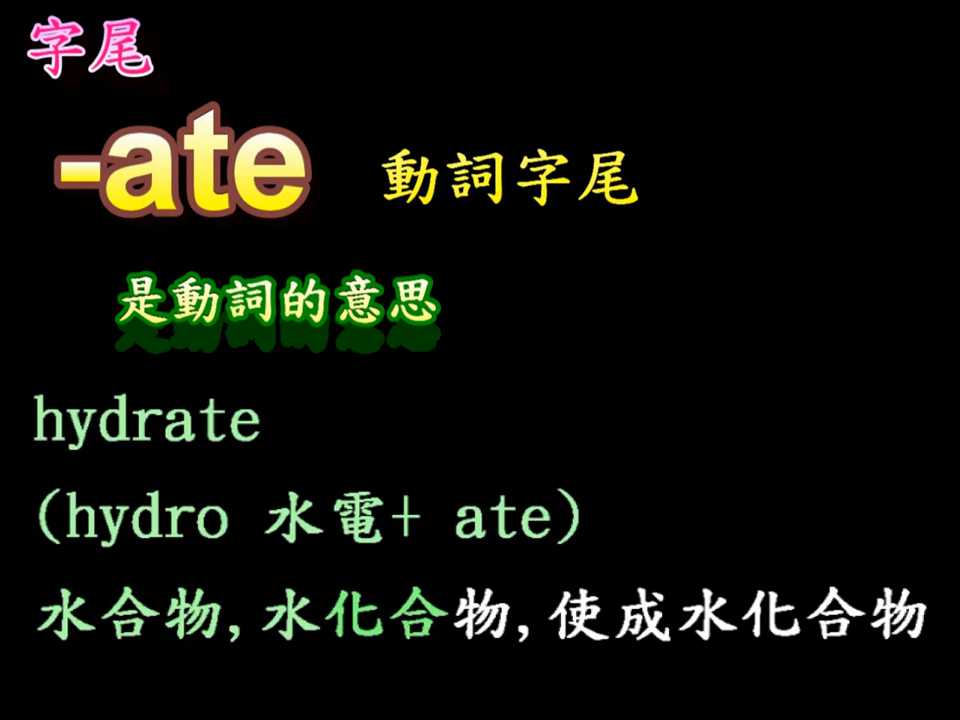 字尾
-ate 動詞字尾
是動詞的意思
hydrate
(hydro 水電+ ate)
水合物,水化合物,使成水化合物